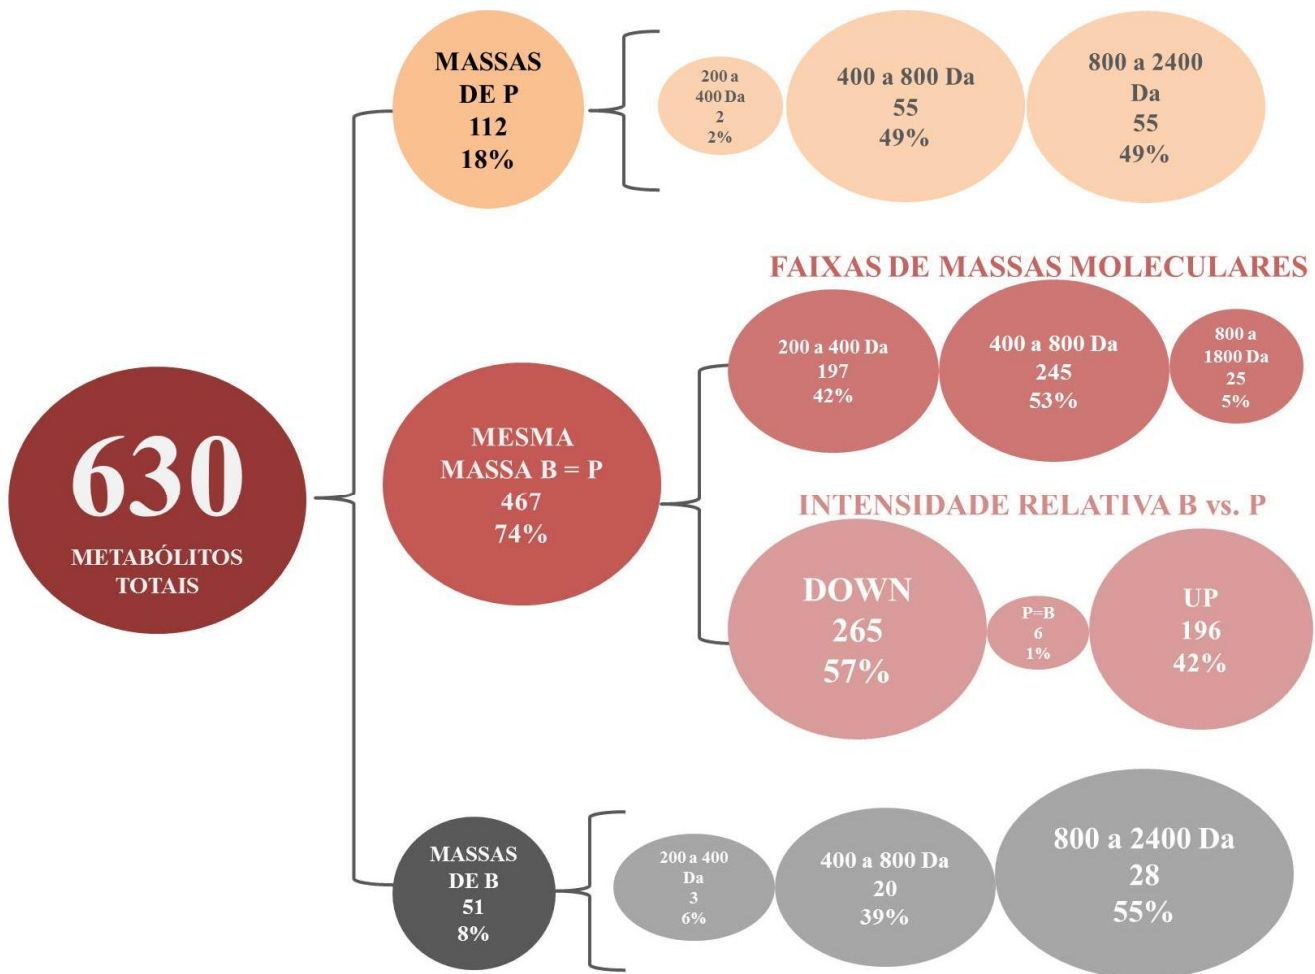 630
METABÓLITOS
TOTAIS
MASSAS
DE P
112
18%
200 a
400 Da
2
2%
400 a 800 Da
55
49%
800 a 2400
Da
55
49%
MESMA
MASSA B = P
467
74%
FAIXAS DE MASSAS MOLECULARES
200 a 400 Da
197
42%
400 a 800 Da
245
53%
800 a
1800 Da
25
5%
INTENSIDADE RELATIVA B vs. P
DOWN
265
57%
P=B
6
1%
UP
196
42%
MASSAS
DE B
51
8%
200 a 400
Da
3
6%
400 a 800 Da
20
39%
800 a 2400 Da
28
55%